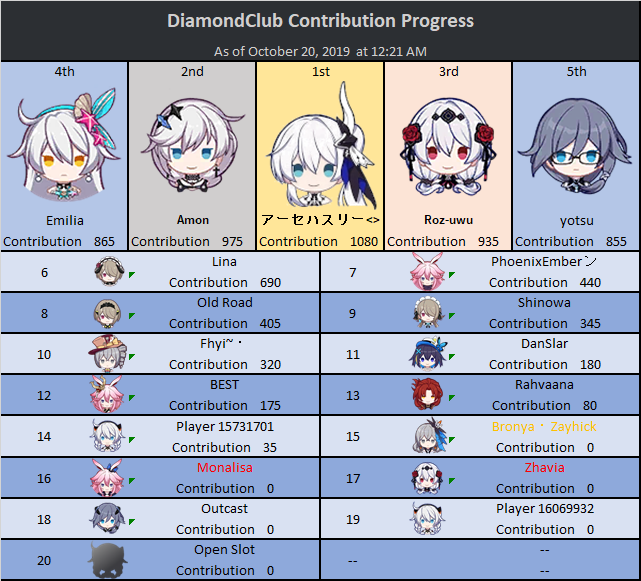 DiamondClub Contribution Progress
As of October 20, 2019 at 12:21 AM
4th 2nd 1st 3rd 5th
Emilia Amon アーセハスリー<> Roz-uwu yotsu
Contribution 865 Contribution 975 Contribution 1080 Contribution 935 Contribution 855
6 Lina 7 PhoenixEmberン
Contribution 690 Contribution 440
8 Old Road 9 Shinowa
Contribution 405 Contribution 345
10 Fhyi~· 11 DanSlar
Contribution 320 Contribution 180
12 BEST 13 Rahvaana
Contribution 175 Contribution 80
14 Player 15731701 15 Bronya · Zayhick
Contribution 35 Contribution 0
16 Monalisa 17 Zhavia
Contribution 0 Contribution 0
18 Outcast 19 Player 16069932
Contribution 0 Contribution 0
20 Open Slot -- --
Contribution 0 --